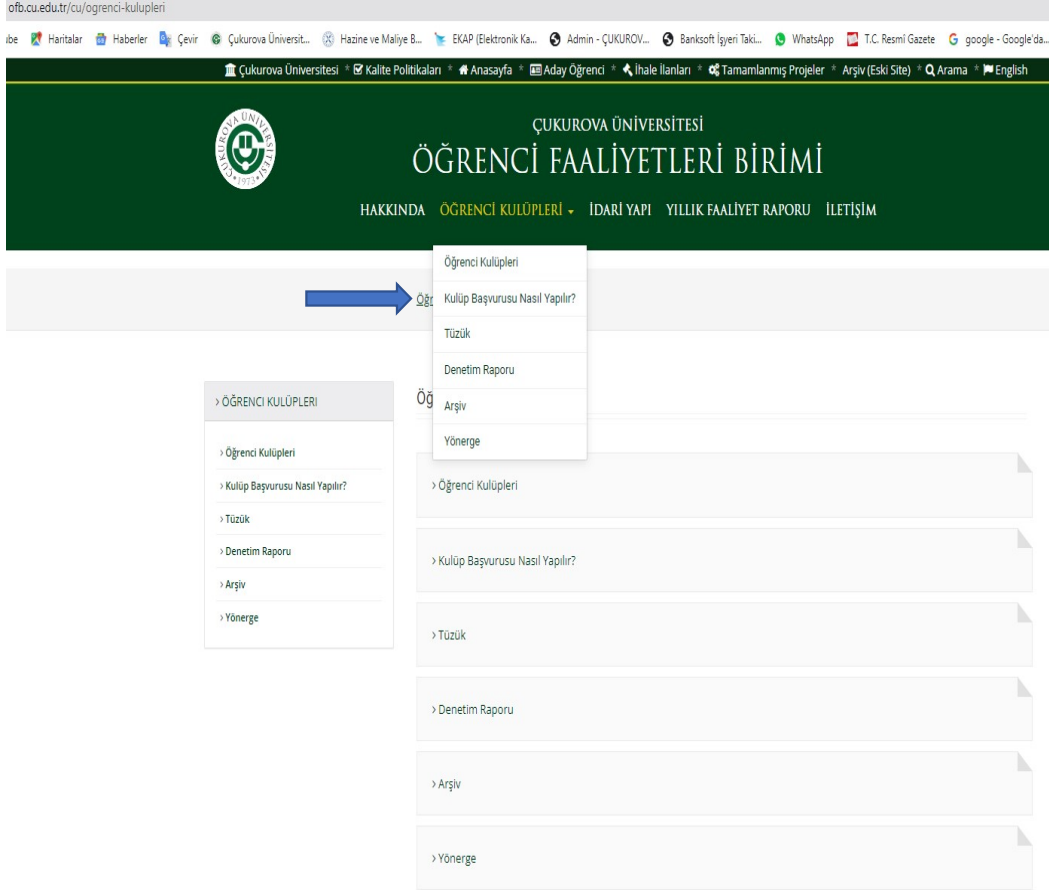 ofb.cu.edu.tr/cu/ogrenci-kulupleri
Haritalar Haberler Çevir Çukurova Üniversit... Hazine ve Maliye B... EKAP (Elektronik Ka... Admin - ÇUKUROV... Banksoft İşyeri Taki... WhatsApp T.C. Resmî Gazete google - Google'da...
Çukurova Üniversitesi * Kalite Politikaları * Anasayfa * Aday Öğrenci * İhale İlanları * Tamamlanmış Projeler * Arşiv (Eski Site) * Arama * English
ÇUKUROVA ÜNİVERSİTESİ
ÖĞRENCİ FAALİYETLERİ BİRİMİ
HAKKINDA ÖĞRENCİ KULÜPLERİ İDARİ YAPI YILLIK FAALİYET RAPORU İLETİŞİM
Öğrenci Kulüpleri
Kulüp Başvurusu Nasıl Yapılır?
Tüzük
Denetim Raporu
Arşiv
Yönerge
> ÖĞRENCI KULÜPLERI
> Öğrenci Kulüpleri
> Kulüp Başvurusu Nasıl Yapılır?
> Tüzük
> Denetim Raporu
> Arşiv
> Yönerge
> Öğrenci Kulüpleri
> Kulüp Başvurusu Nasıl Yapılır?
> Tüzük
> Denetim Raporu
> Arşiv
> Yönerge